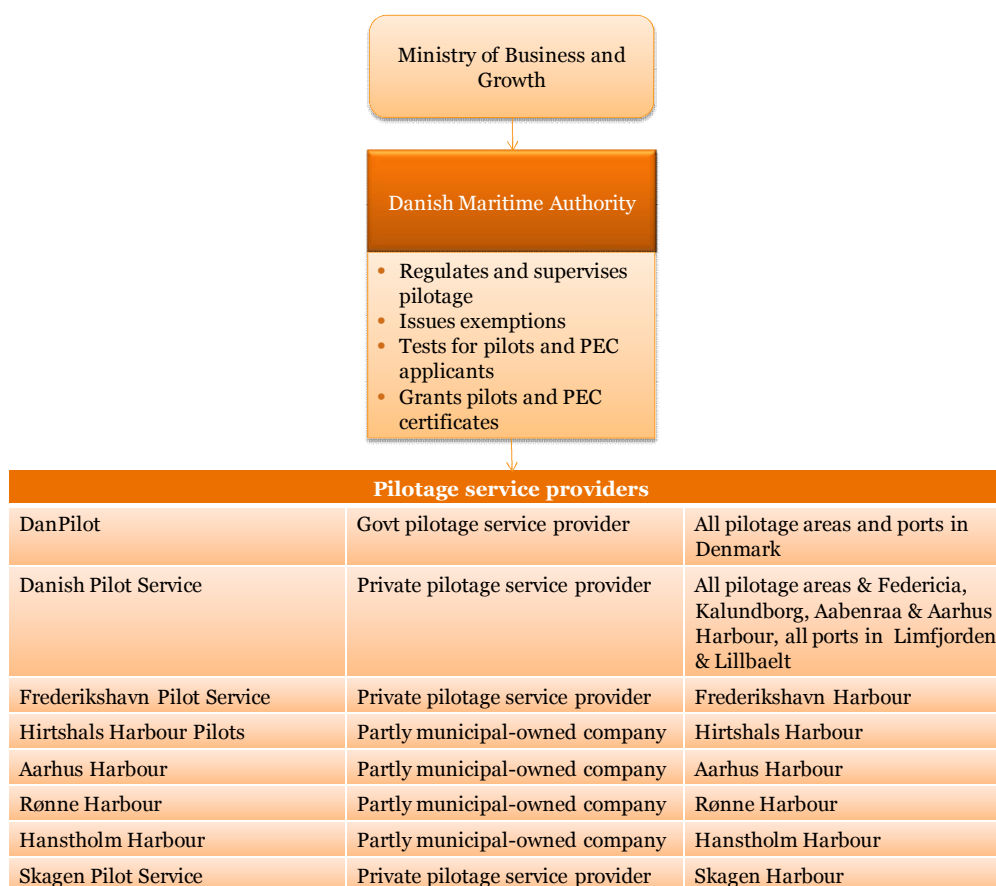 Ministry of Business and
Growth
Danish Maritime Authority
• Regulates and supervises
pilotage
• Issues exemptions
• Tests for pilots and PEC
applicants
• Grants pilots and PEC
certificates
Pilotage service providers
DanPilot Govt pilotage service provider All pilotage areas and ports in
Denmark
Danish Pilot Service Private pilotage service provider All pilotage areas & Federicia,
Kalundborg, Aabenraa & Aarhus
Harbour, all ports in Limfjorden
& Lillbaelt
Frederikshavn Pilot Service Private pilotage service provider Frederikshavn Harbour
Hirtshals Harbour Pilots Partly municipal-owned company Hirtshals Harbour
Aarhus Harbour Partly municipal-owned company Aarhus Harbour
Rønne Harbour Partly municipal-owned company Rønne Harbour
Hanstholm Harbour Partly municipal-owned company Hanstholm Harbour
Skagen Pilot Service Private pilotage service provider Skagen Harbour